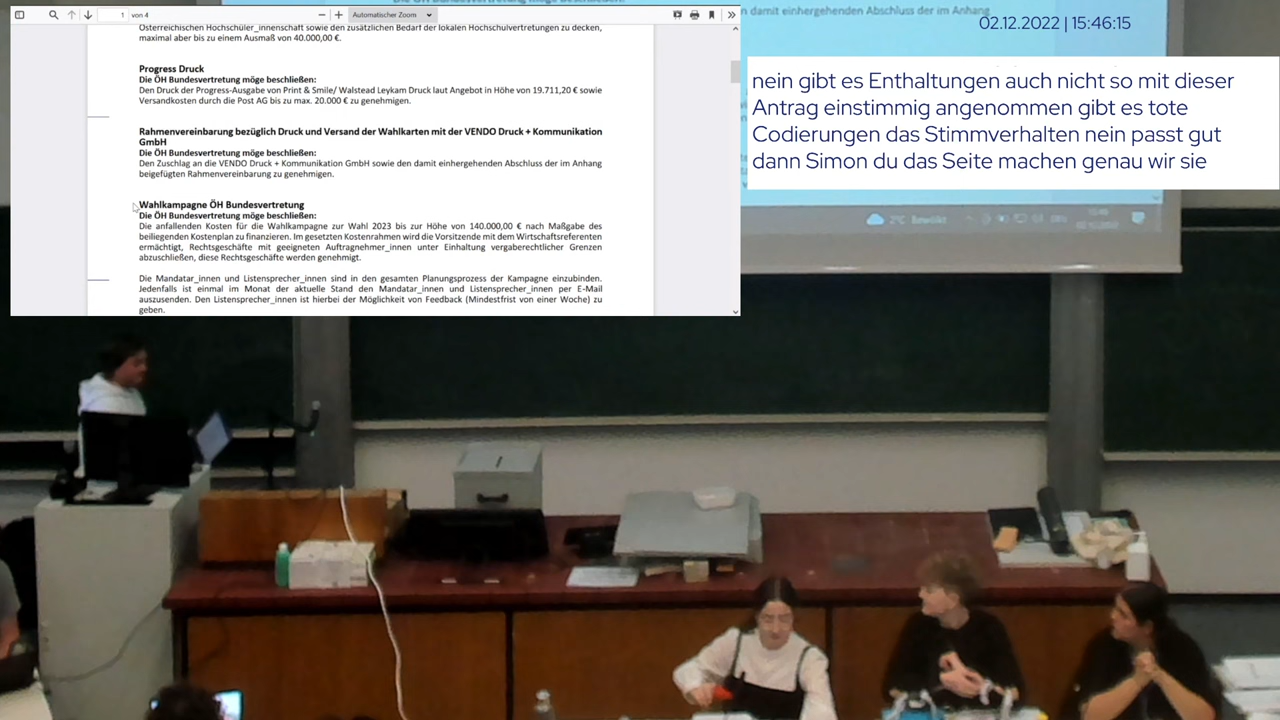 1 von 4
Automatischer Zoom
Österreichischen Hochschüler_innenschaft sowie den zusätzlichen Bedarf der lokalen Hochschulvertretungen zu decken,
maximal aber bis zu einem Ausmaß von 40.000,00 €.
Progress Druck
Die ÖH Bundesvertretung möge beschließen:
Den Druck der Progress-Ausgabe von Print & Smile/ Walstead Leykam Druck laut Angebot in Höhe von 19.711,20 € sowie
Versandkosten durch die Post AG bis zu max. 20.000 € zu genehmigen.
Rahmenvereinbarung bezüglich Druck und Versand der Wahlkarten mit der VENDO Druck + Kommunikation
GmbH
Die ÖH Bundesvertretung möge beschließen:
Den Zuschlag an die VENDO Druck + Kommunikation GmbH sowie den damit einhergehenden Abschluss der im Anhang
beigefügten Rahmenvereinbarung zu genehmigen.
Wahlkampagne ÖH Bundesvertretung
Die ÖH Bundesvertretung möge beschließen:
Die anfallenden Kosten für die Wahlkampagne zur Wahl 2023 bis zur Höhe von 140.000,00 € nach Maßgabe des
beiliegenden Kostenplan zu finanzieren. Im gesetzten Kostenrahmen wird die Vorsitzende mit dem Wirtschaftsreferenten
ermächtigt, Rechtsgeschäfte mit geeigneten Auftragnehmer_innen unter Einhaltung vergaberechtlicher Grenzen
abzuschließen, diese Rechtsgeschäfte werden genehmigt.
Die Mandatar_innen und Listensprecher_innen sind in den gesamten Planungsprozess der Kampagne einzubinden.
Jedenfalls ist einmal im Monat der aktuelle Stand den Mandatar_innen und Listensprecher_innen per E-Mail
auszusenden. Den Listensprecher_innen ist hierbei der Möglichkeit von Feedback (Mindestfrist von einer Woche) zu
geben.
n damit einhergehenden Abschluss der im Anhang
02.12.2022 | 15:46:15
nein gibt es Enthaltungen auch nicht so mit dieser
Antrag einstimmig angenommen gibt es tote
Codierungen das Stimmverhalten nein passt gut
dann Simon du das Seite machen genau wir sie
2°C Bewölkt